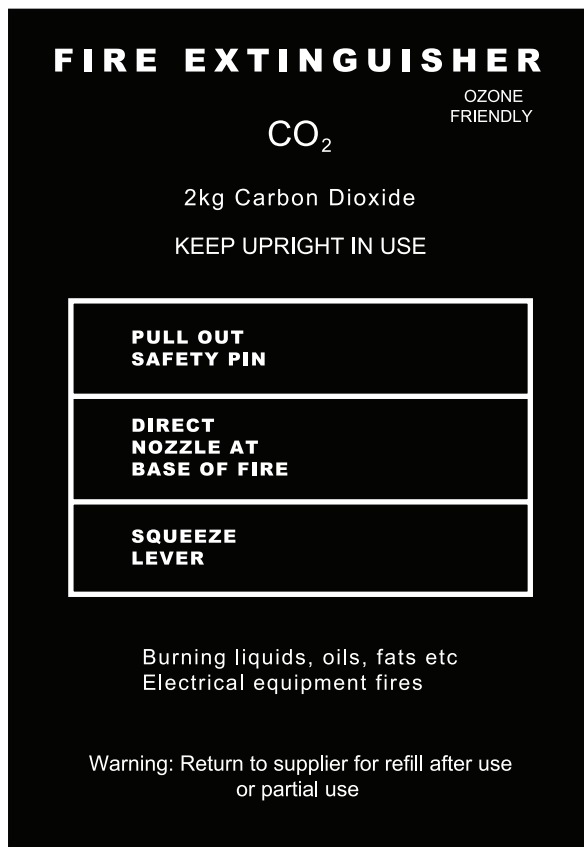 FIRE EXTINGUISHER
OZONE
FRIENDLY
CO₂
2kg Carbon Dioxide
KEEP UPRIGHT IN USE
PULL OUT
SAFETY PIN
DIRECT
NOZZLE AT
BASE OF FIRE
SQUEEZE
LEVER
Burning liquids, oils, fats etc
Electrical equipment fires
Warning: Return to supplier for refill after use
or partial use